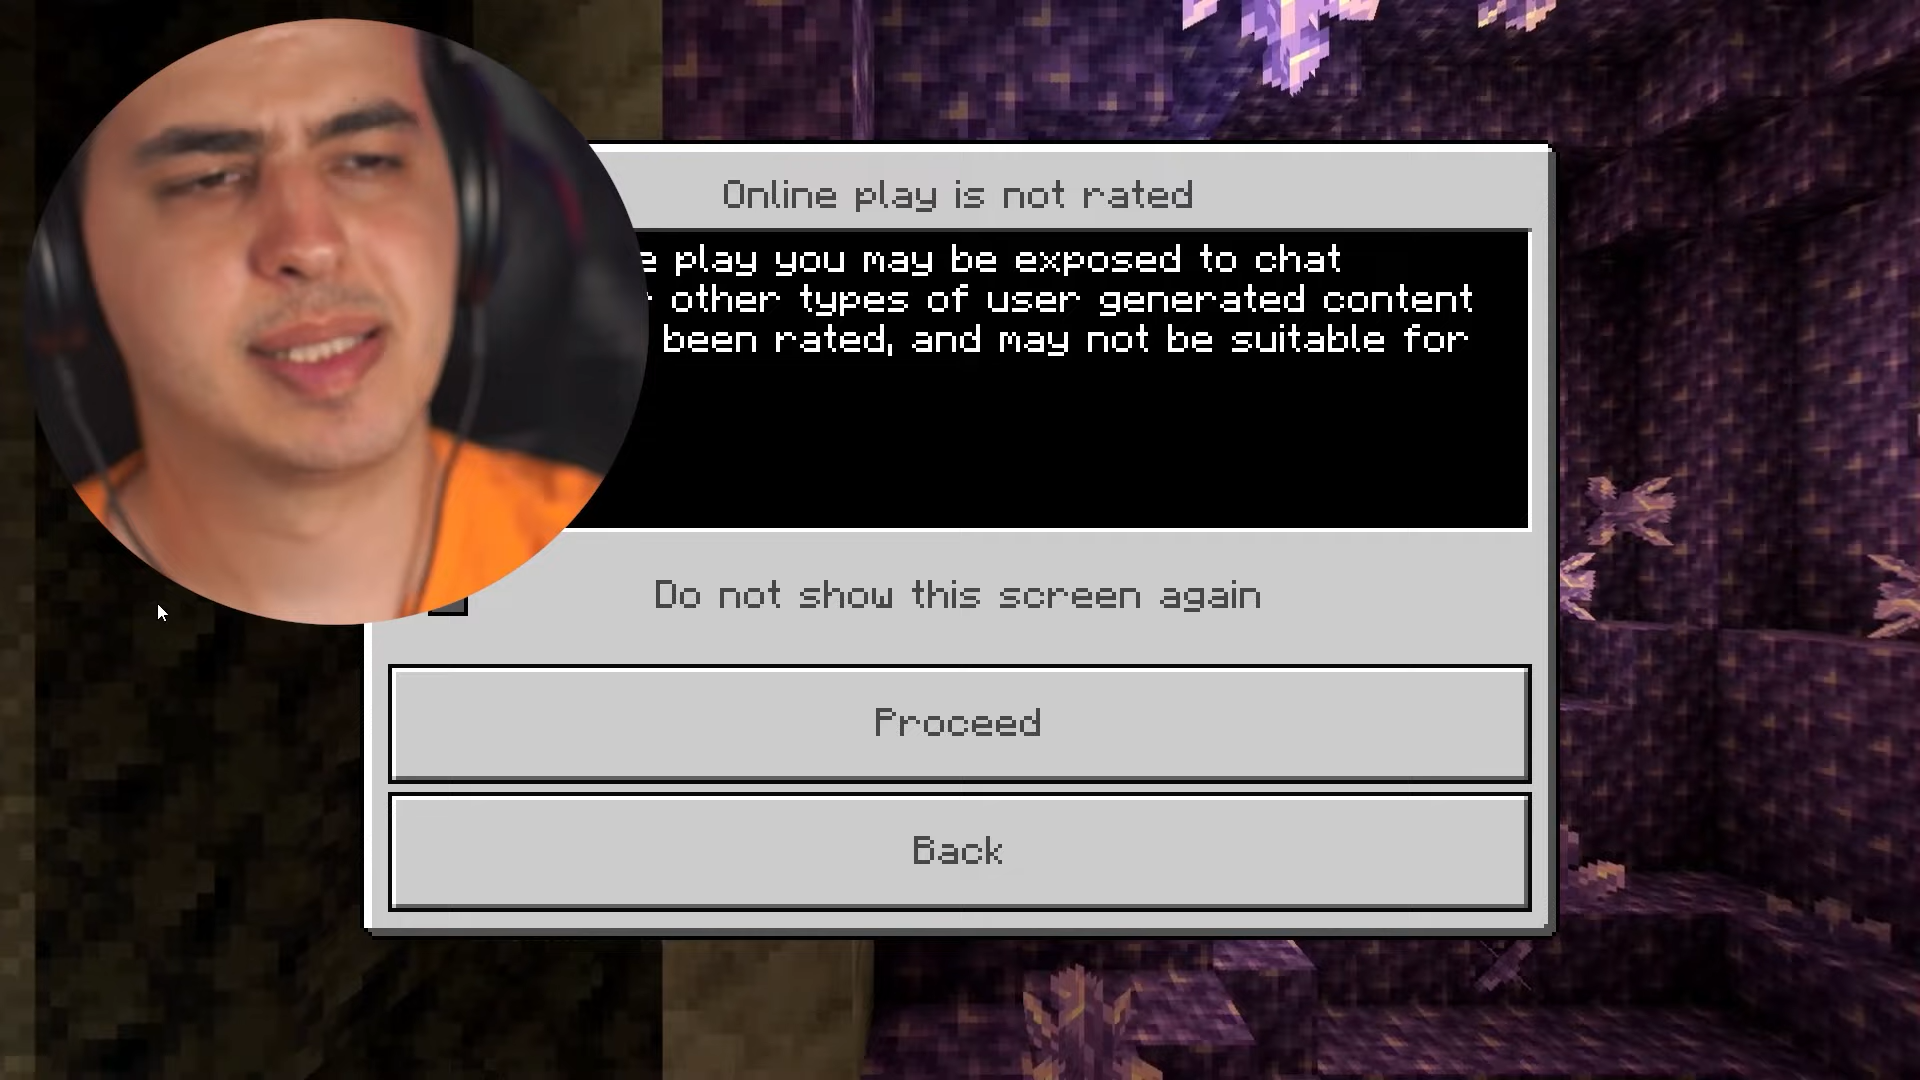 Online play is not rated
play you may be exposed to chat
other types of user generated content
been rated, and may not be suitable for
Do not show this screen again
Proceed
Back